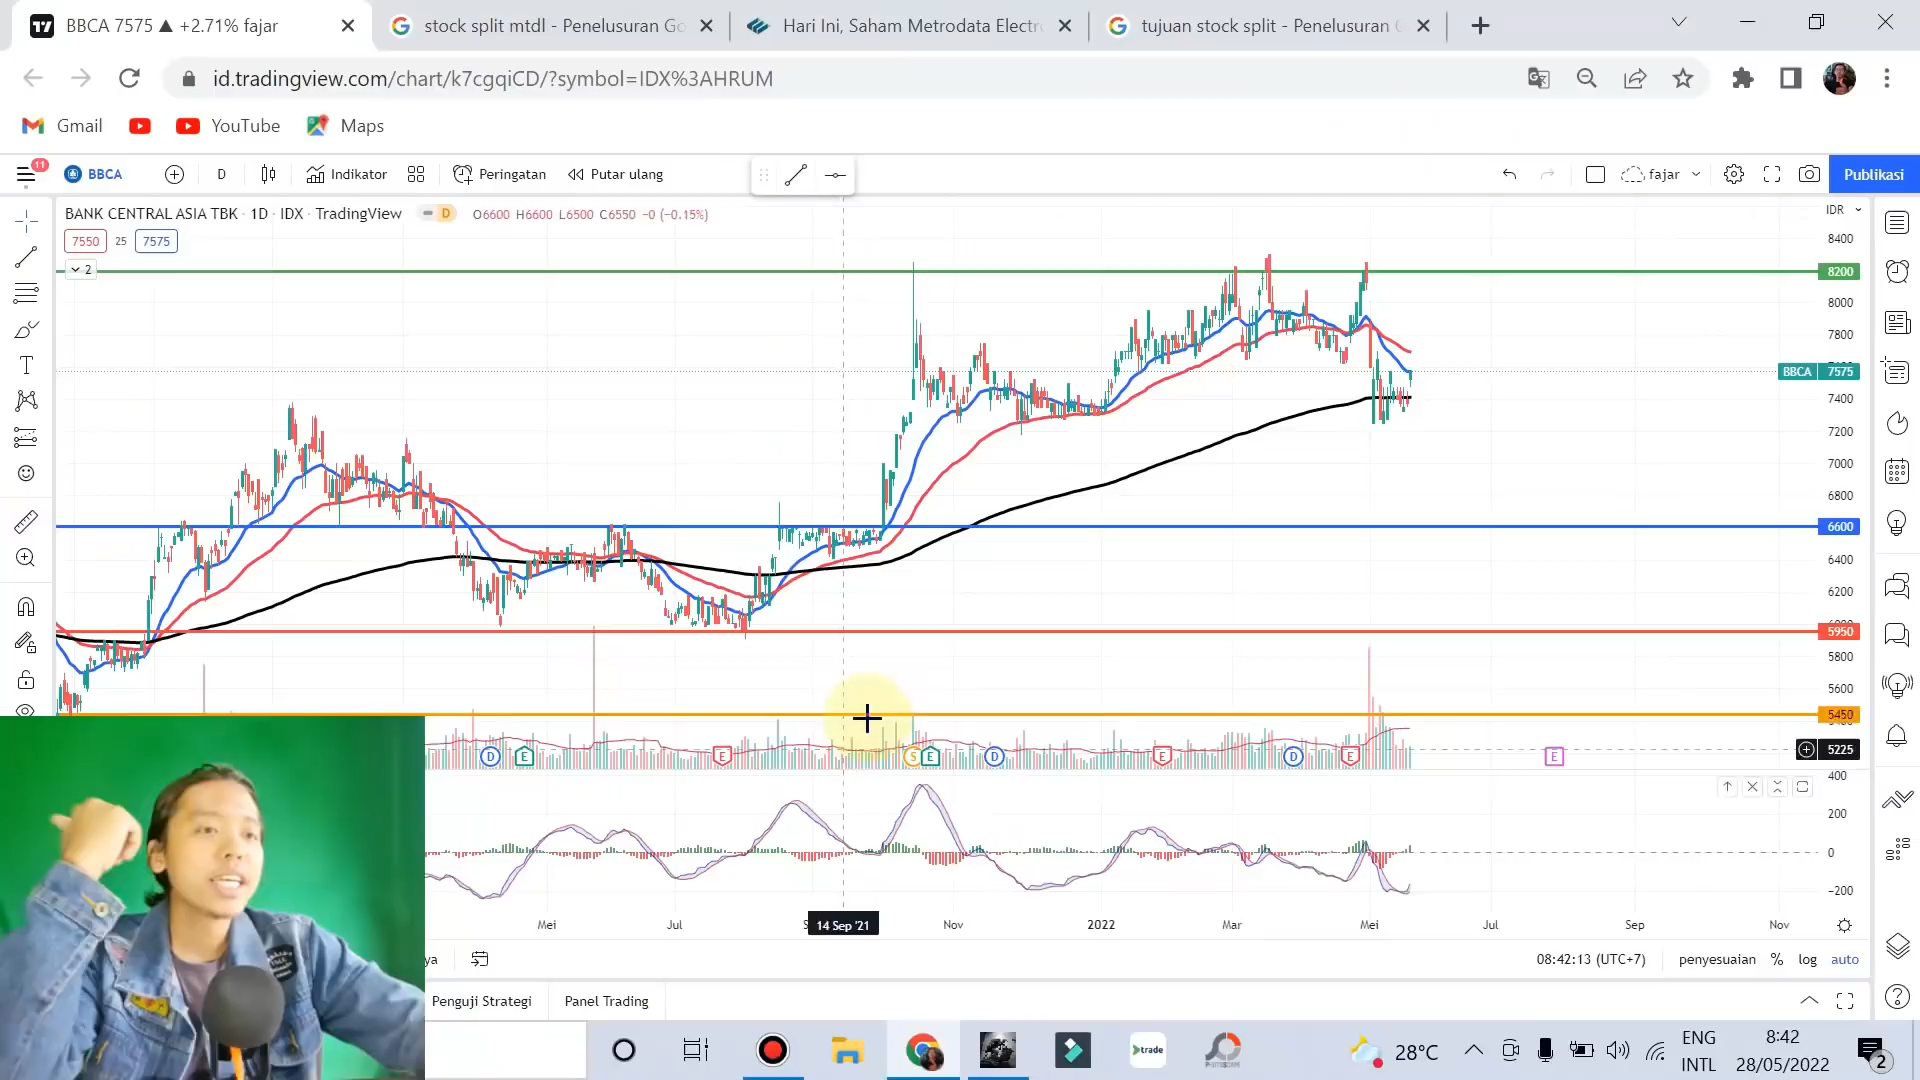 BBCA 7575 ▲ +2.71% fajar
stock split mtdl - Penelusuran Go
Hari Ini, Saham Metrodata Electr
tujuan stock split - Penelusuran G
id.tradingview.com/chart/k7cgqiCD/?symbol=IDX%3AHRUM
Gmail
YouTube
Maps
11
BBCA
D
Indikator
Peringatan
Putar ulang
fajar
Publikasi
BANK CENTRAL ASIA TBK · 1D · IDX · TradingView
D
O6600 H6600 L6500 C6550 −0 (−0.15%)
IDR
7550
25
7575
2
8400
8200
8000
7800
BBCA 7575
7400
7200
7000
6800
6600
6400
6200
5950
5800
5600
5450
5225
D
E
E
S
E
D
E
D
E
E
400
200
0
−200
Mei
Jul
14 Sep '21
Nov
2022
Mar
Mei
Jul
Sep
Nov
ya
08:42:13 (UTC+7)
penyesuaian
%
log
auto
Penguji Strategi
Panel Trading
trade
28°C
ENG
INTL
8:42
28/05/2022
2